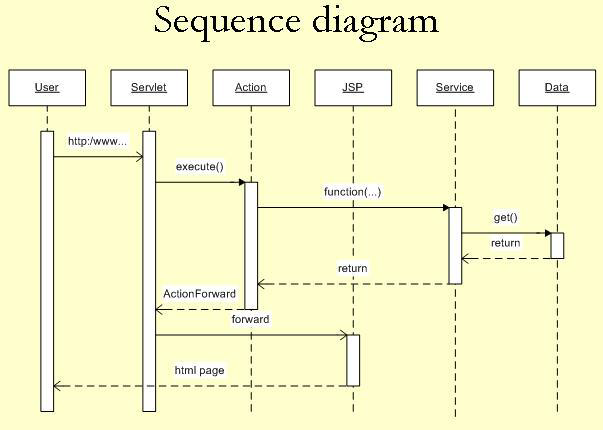 Sequence diagram
User Servlet Action JSP Service Data
http:/www...
execute()
function(...)
get()
return
return
ActionForward
forward
html page